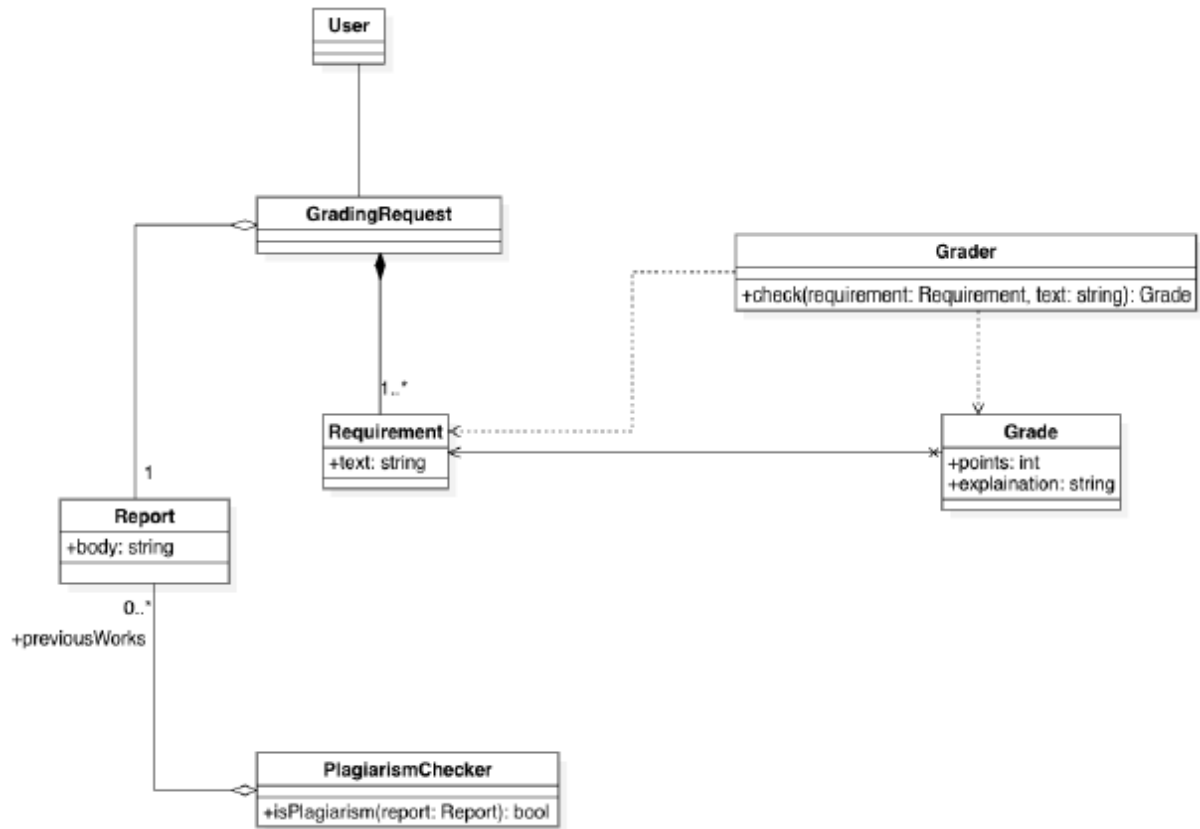 User
GradingRequest
Grader
+check(requirement: Requirement, text: string): Grade
1..*
Requirement
+text: string
Grade
+points: int
+explaination: string
1
Report
+body: string
0..*
+previousWorks
PlagiarismChecker
+isPlagiarism(report: Report): bool